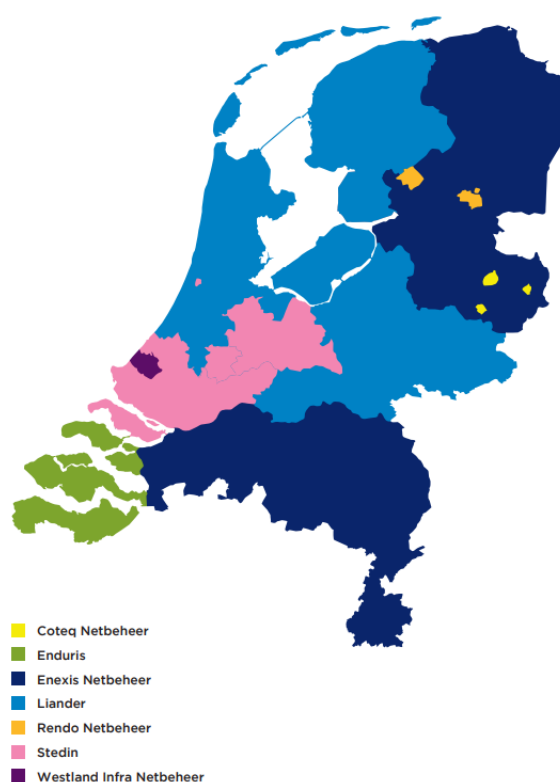 Coteq Netbeheer
Enduris
Enexis Netbeheer
Liander
Rendo Netbeheer
Stedin
Westland Infra Netbeheer